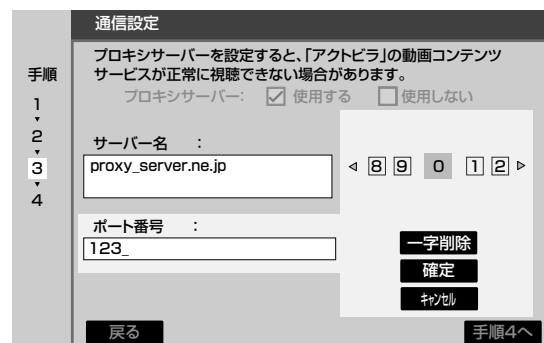 通信設定
プロキシサーバーを設定すると、「アクトビラ」の動画コンテンツ
サービスが正常に視聴できない場合があります。
プロキシサーバー: 使用する 使用しない
手順
1
2
3
4
サーバー名 :
proxy_server.ne.jp
8 9 0 1 2
ポート番号 :
123_
一字削除
確定
キャンセル
戻る
手順4へ